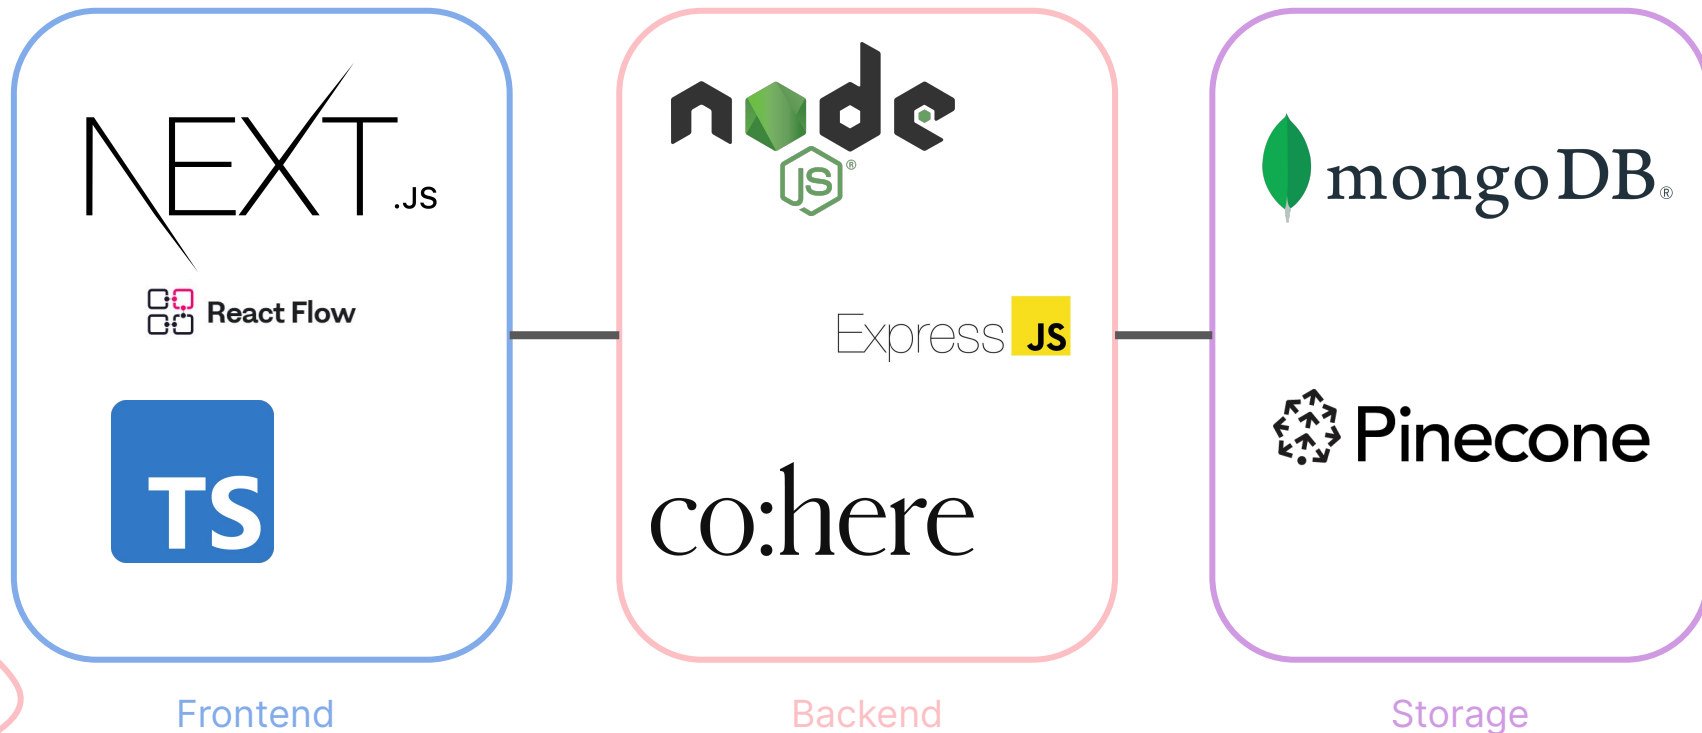 NEXT.JS
React Flow
TS
Frontend
node
JS®
Express JS
co:here
Backend
mongoDB®
Pinecone
Storage